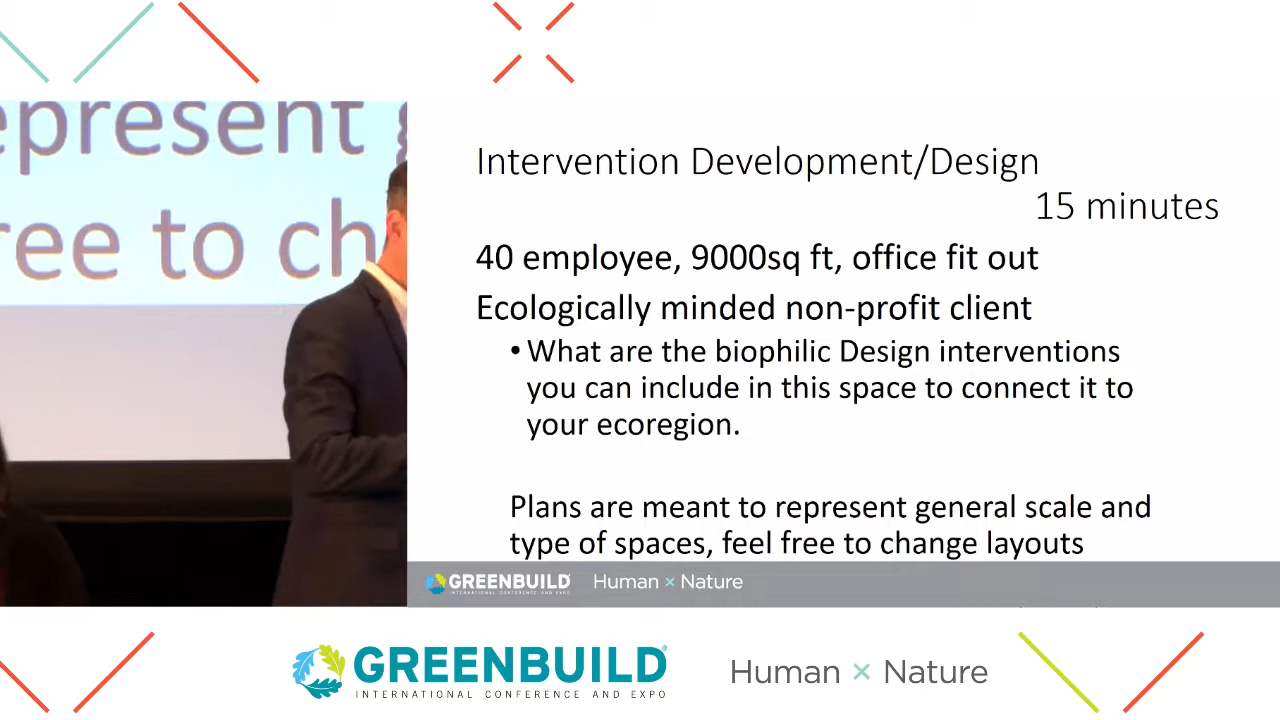 epresent
ree to ch
Intervention Development/Design
15 minutes
40 employee, 9000sq ft, office fit out
Ecologically minded non-profit client
• What are the biophilic Design interventions
you can include in this space to connect it to
your ecoregion.
Plans are meant to represent general scale and
type of spaces, feel free to change layouts
GREENBUILD
INTERNATIONAL CONFERENCE AND EXPO
Human × Nature
GREENBUILD®
INTERNATIONAL CONFERENCE AND EXPO
Human × Nature